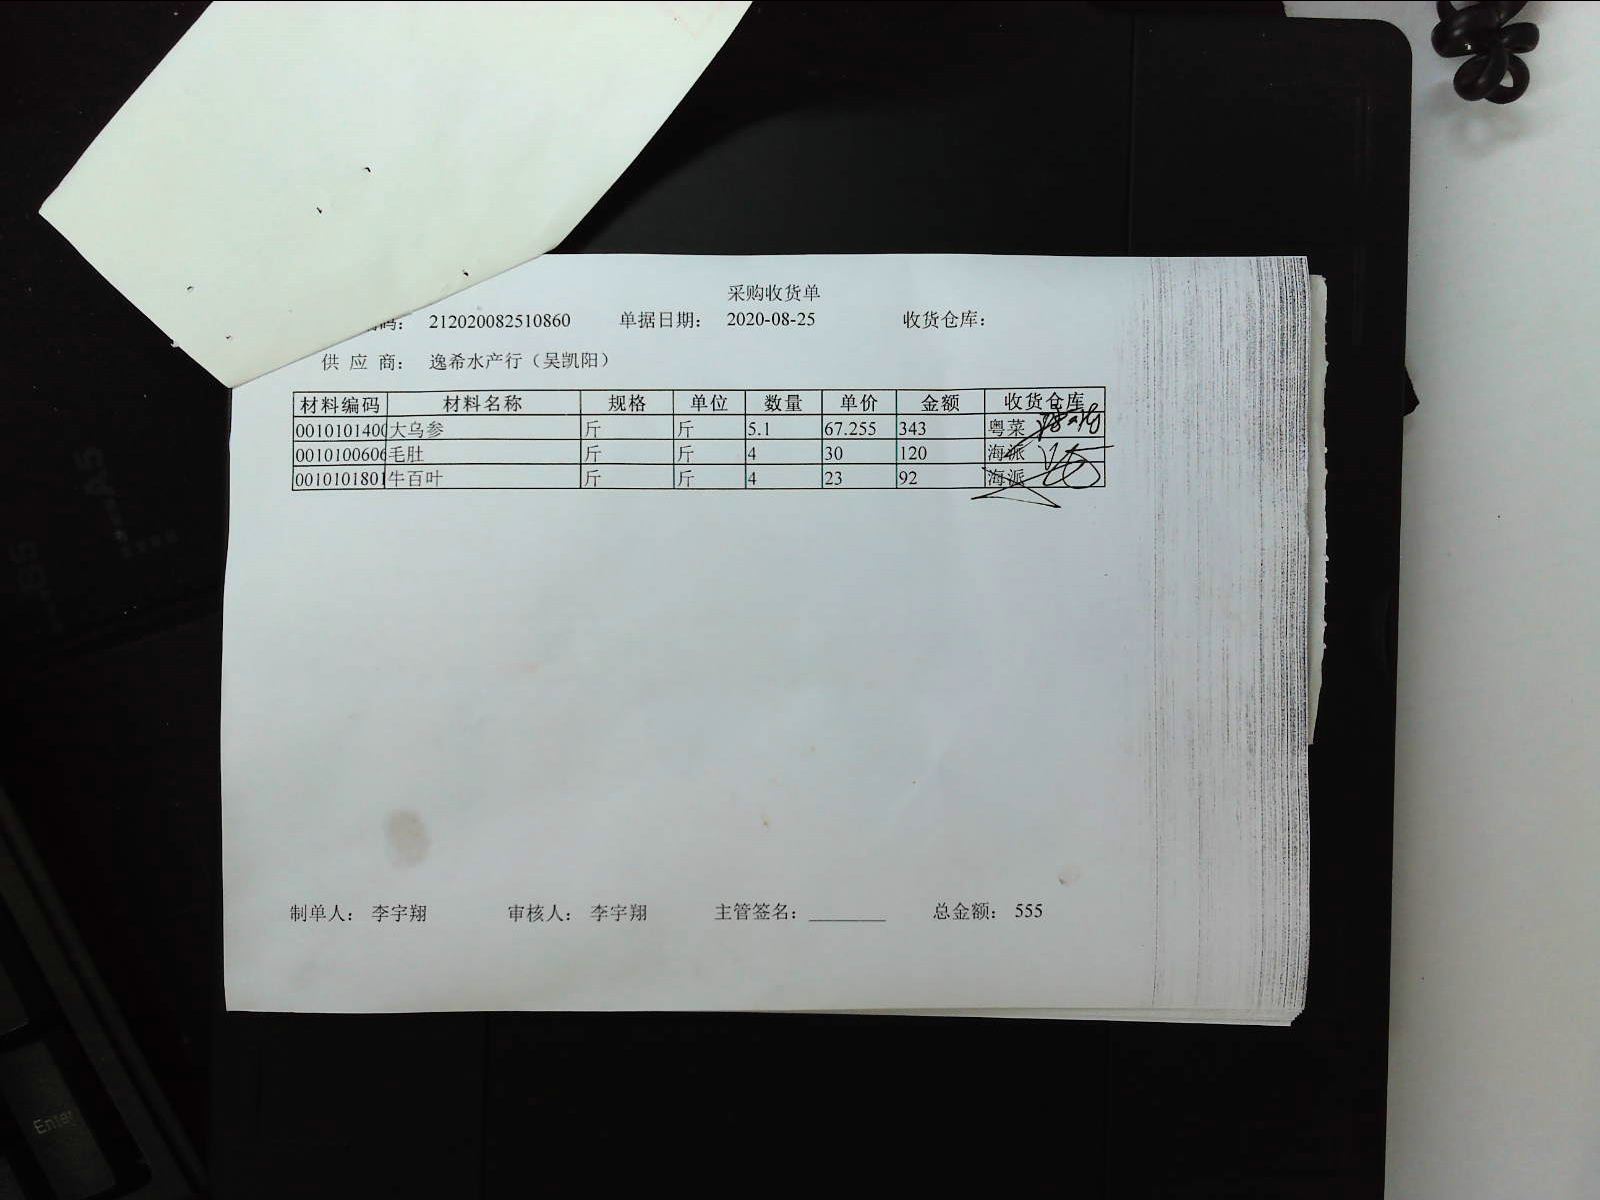 采购收货单
码： 212020082510860 单据日期： 2020-08-25 收货仓库：
供 应 商： 逸希水产行（吴凯阳）
材料编码 材料名称 规格 单位 数量 单价 金额 收货仓库
0010101400 大乌参 斤 斤 5.1 67.255 343 粤菜
0010100606 毛肚 斤 斤 4 30 120 海派
0010101801 牛百叶 斤 斤 4 23 92 海派
制单人： 李宇翔 审核人： 李宇翔 主管签名： 总金额： 555
A5
Enter